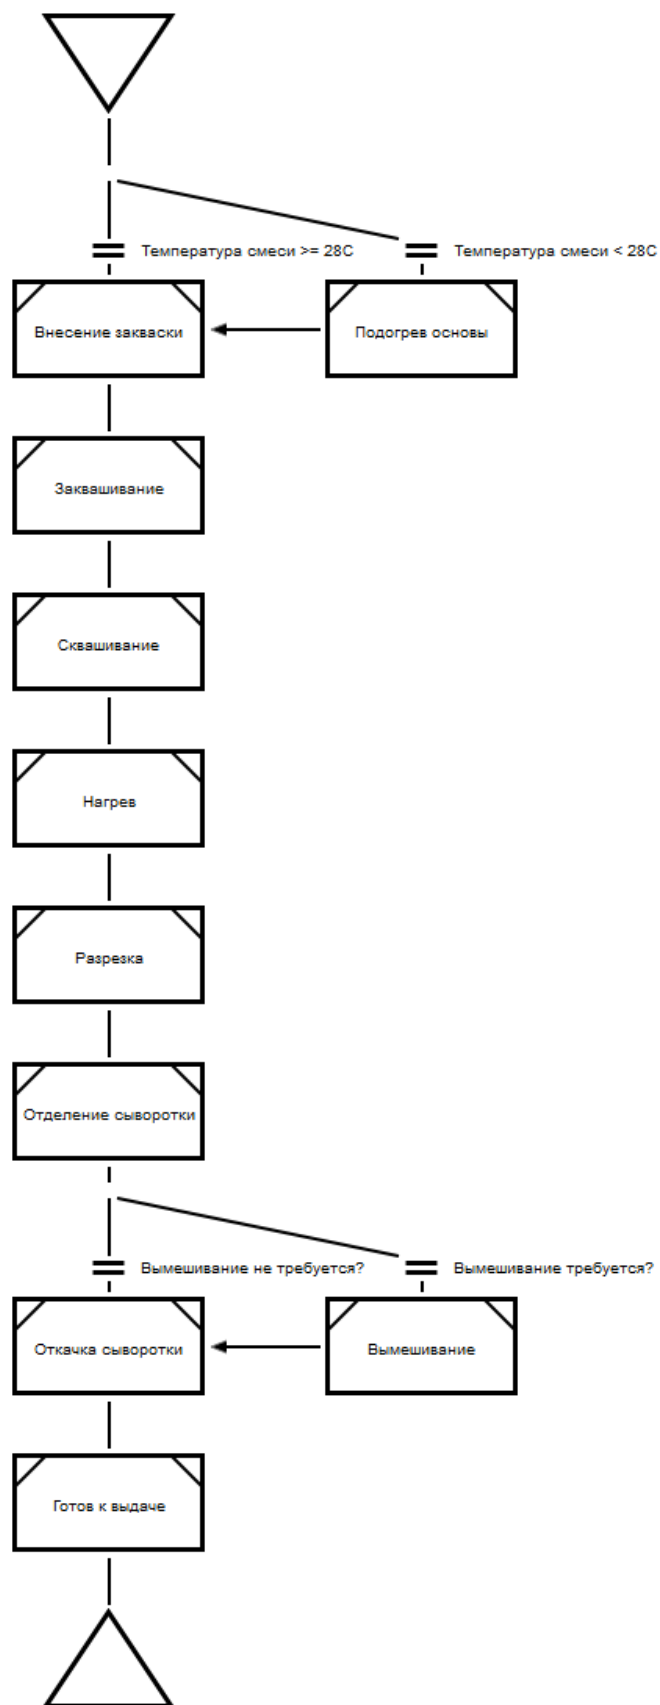 Температура смеси >= 28С
Температура смеси < 28С
Внесение закваски
Подогрев основы
Заквашивание
Сквашивание
Нагрев
Разрезка
Отделение сыворотки
Вымешивание не требуется?
Вымешивание требуется?
Откачка сыворотки
Вымешивание
Готов к выдаче